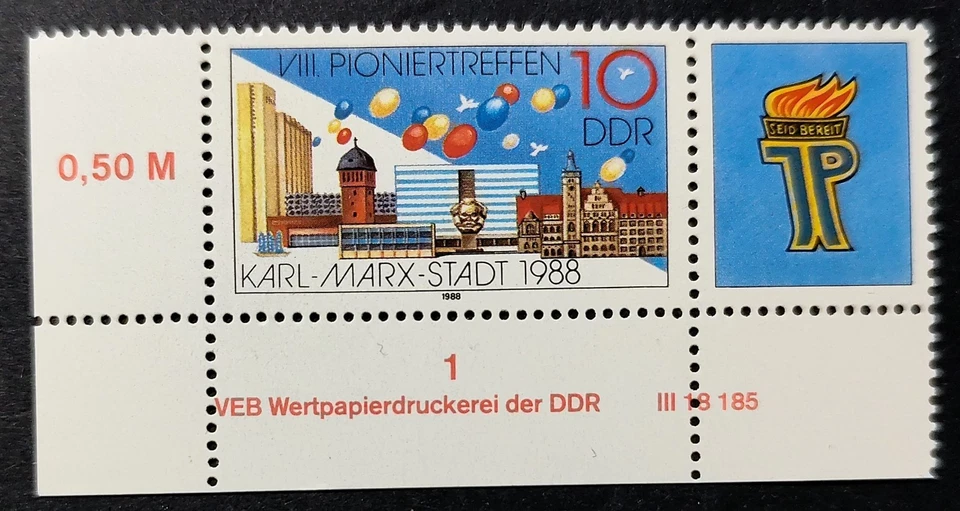 VIII. PIONIERTREFFEN 10
DDR
0,50 M
SEID BEREIT
JP
KARL-MARX-STADT 1988
1988
1
VEB Wertpapierdruckerei der DDR III 18 185